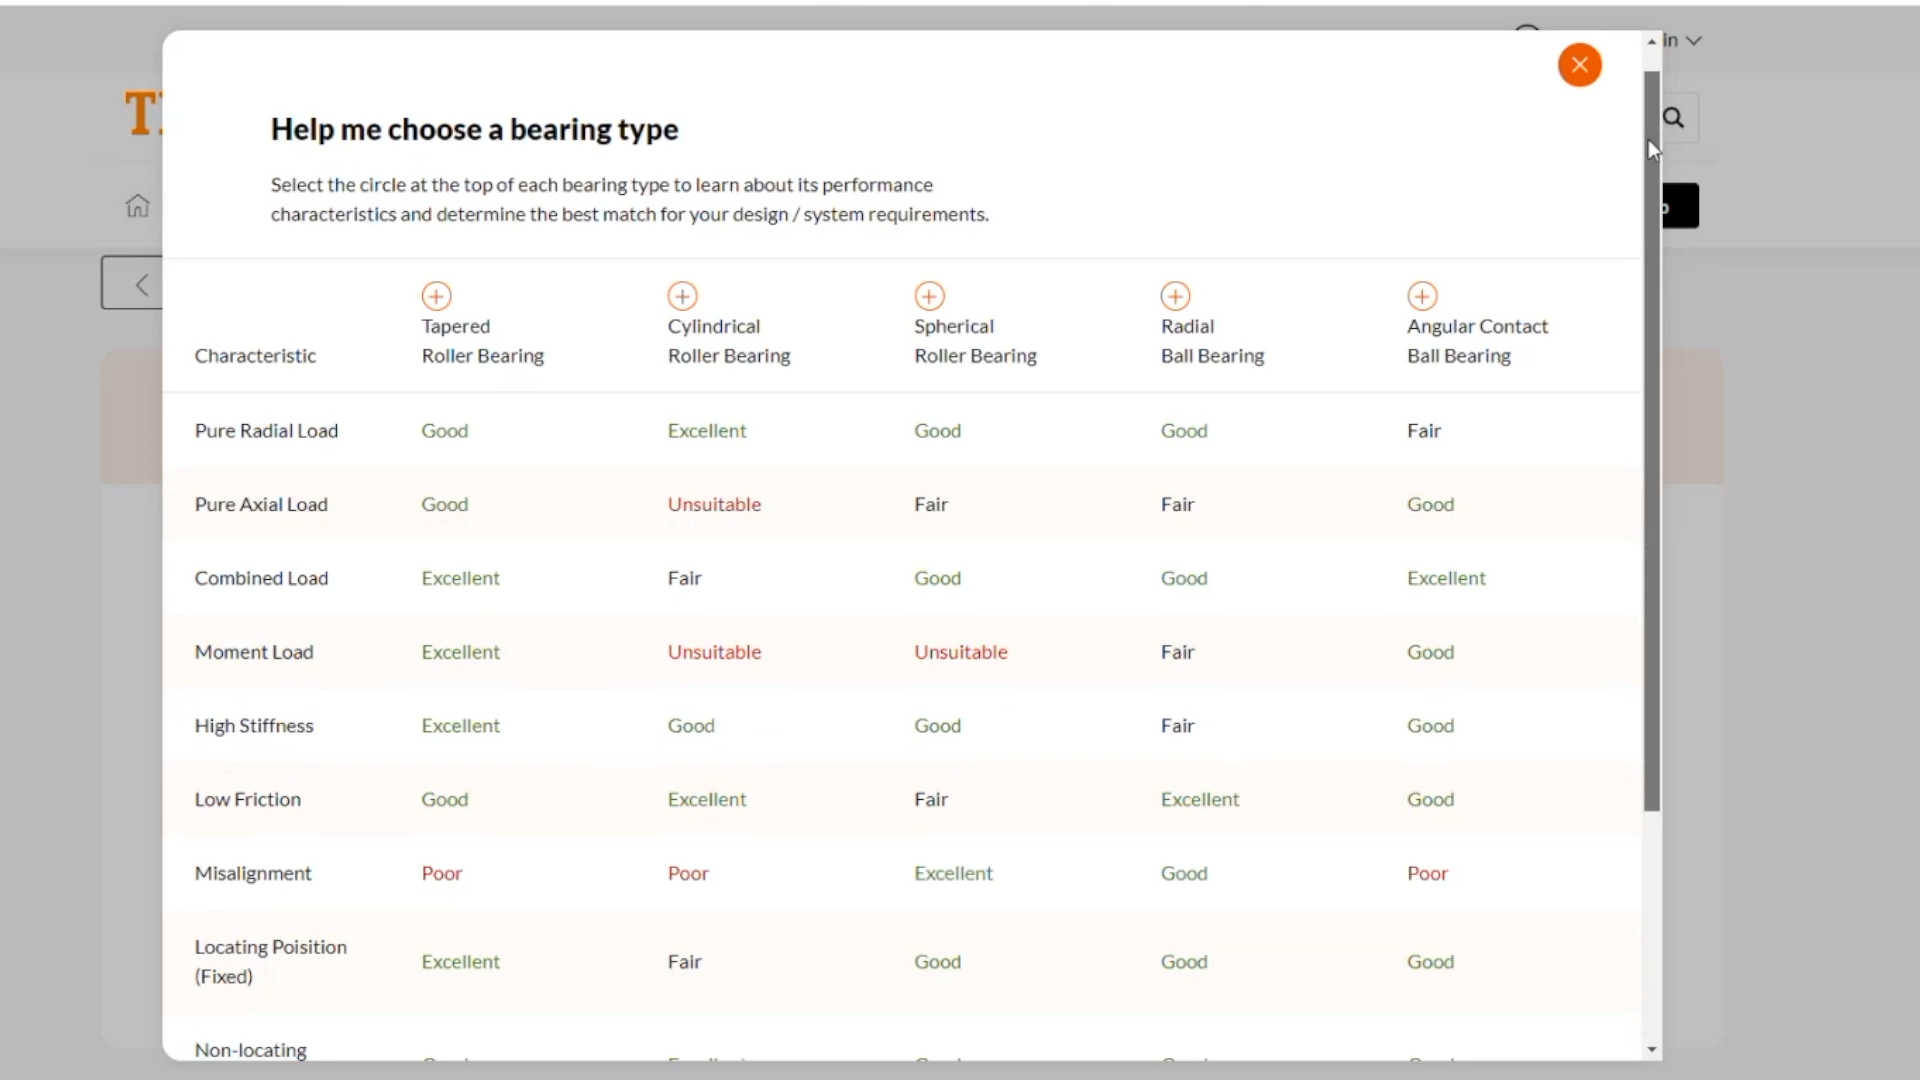 in
Help me choose a bearing type
Select the circle at the top of each bearing type to learn about its performance
characteristics and determine the best match for your design / system requirements.
Characteristic
Tapered
Roller Bearing
Cylindrical
Roller Bearing
Spherical
Roller Bearing
Radial
Ball Bearing
Angular Contact
Ball Bearing
Pure Radial Load Good Excellent Good Good Fair
Pure Axial Load Good Unsuitable Fair Fair Good
Combined Load Excellent Fair Good Good Excellent
Moment Load Excellent Unsuitable Unsuitable Fair Good
High Stiffness Excellent Good Good Fair Good
Low Friction Good Excellent Fair Excellent Good
Misalignment Poor Poor Excellent Good Poor
Locating Poisition
(Fixed) Excellent Fair Good Good Good
Non-locating